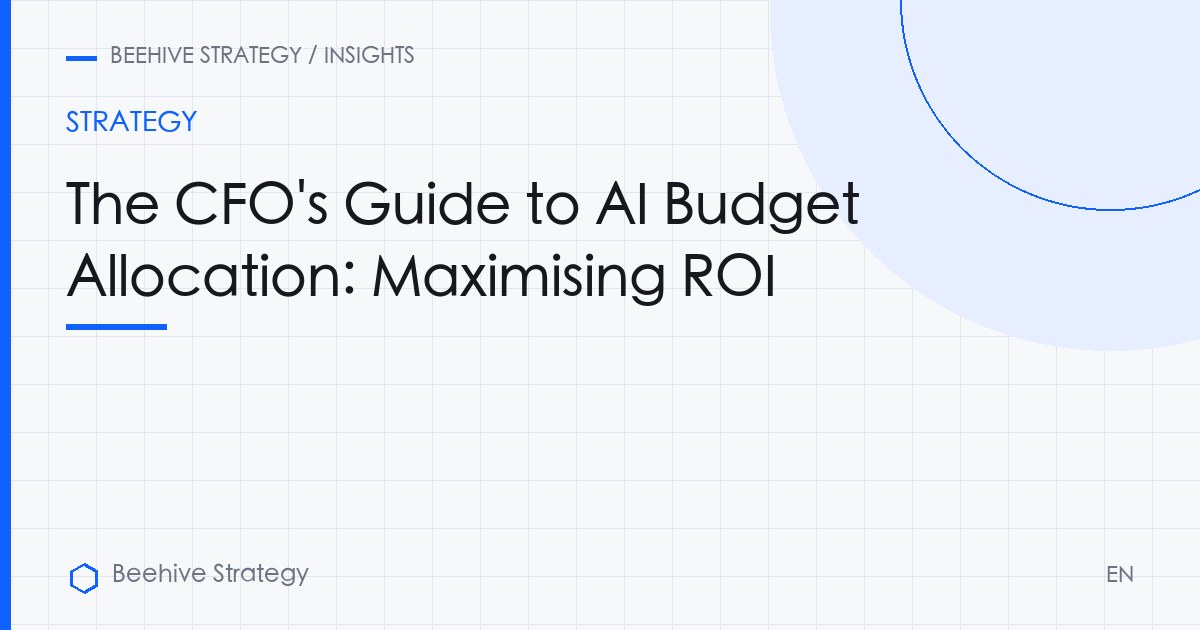 BEEHIVE STRATEGY / INSIGHTS
STRATEGY
The CFO's Guide to AI Budget
Allocation: Maximising ROI
Beehive Strategy
EN